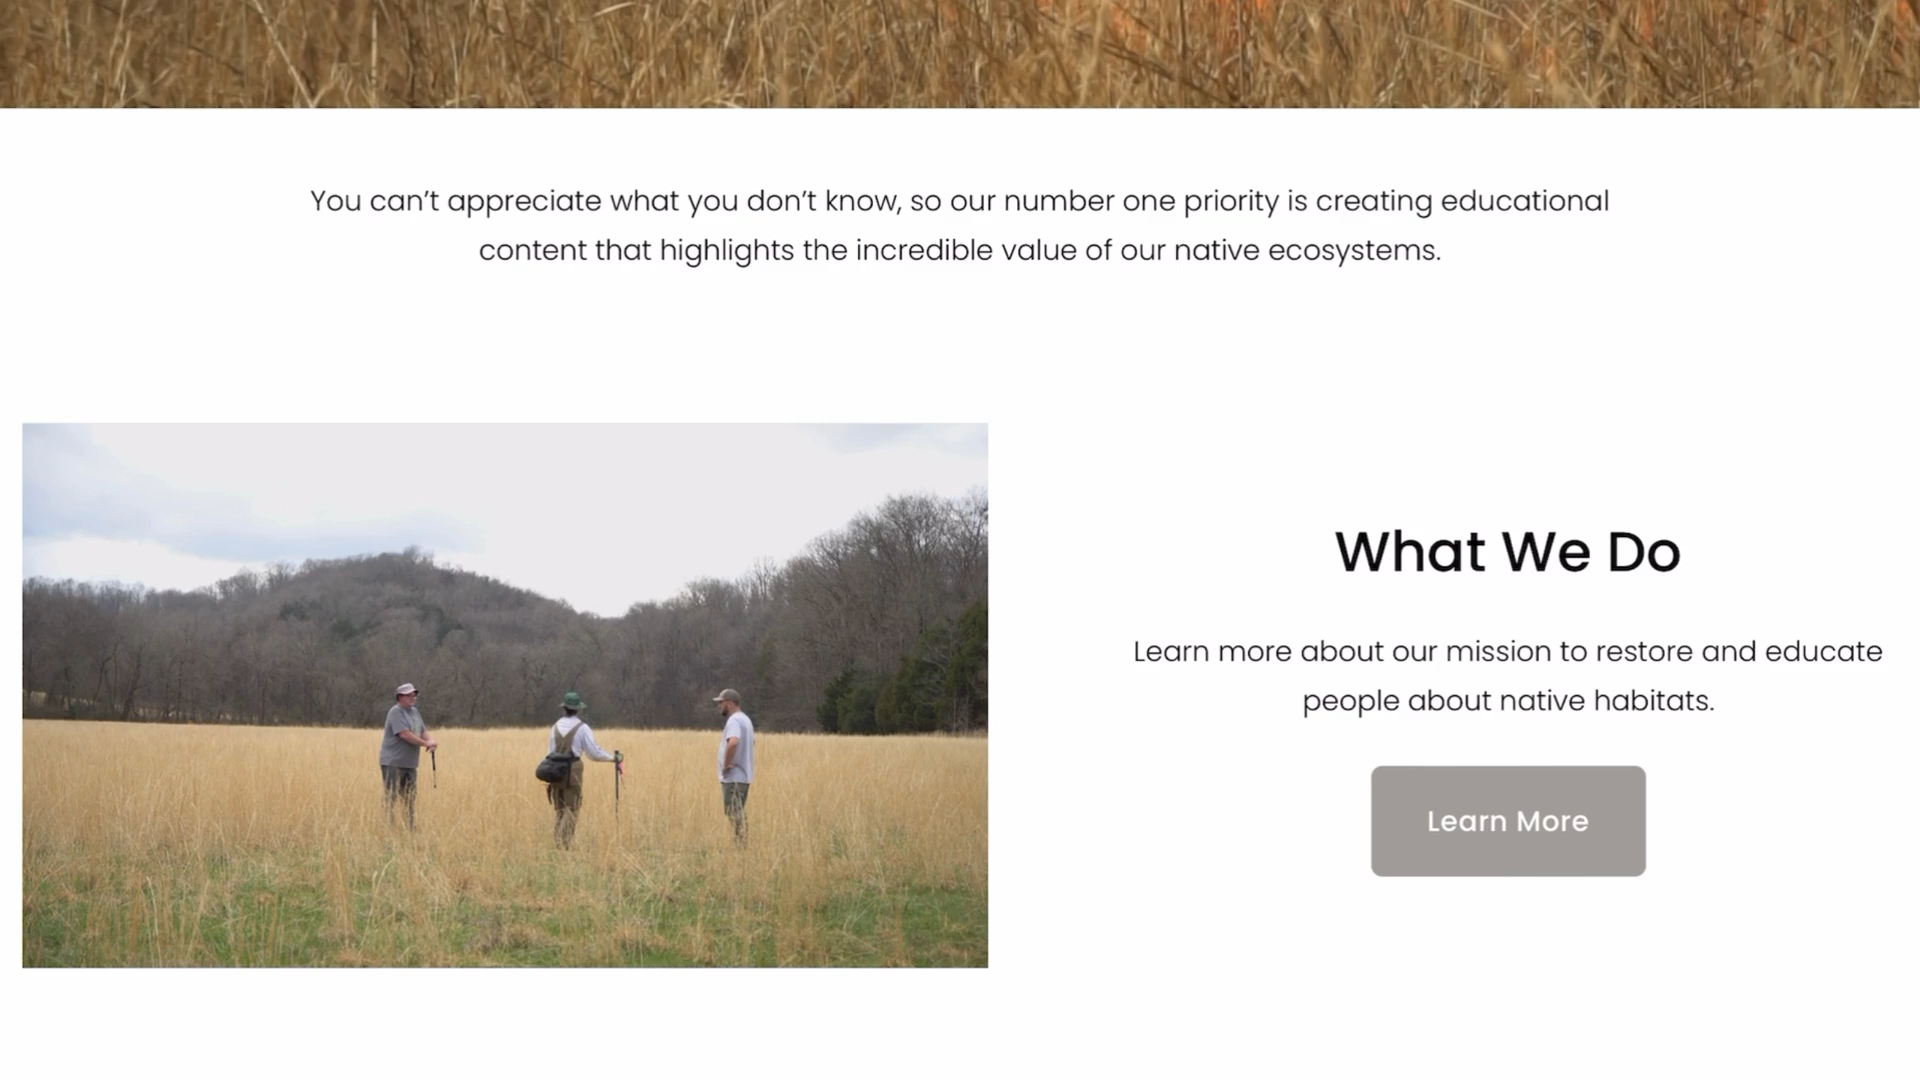 You can’t appreciate what you don’t know, so our number one priority is creating educational
content that highlights the incredible value of our native ecosystems.
What We Do
Learn more about our mission to restore and educate
people about native habitats.
Learn More